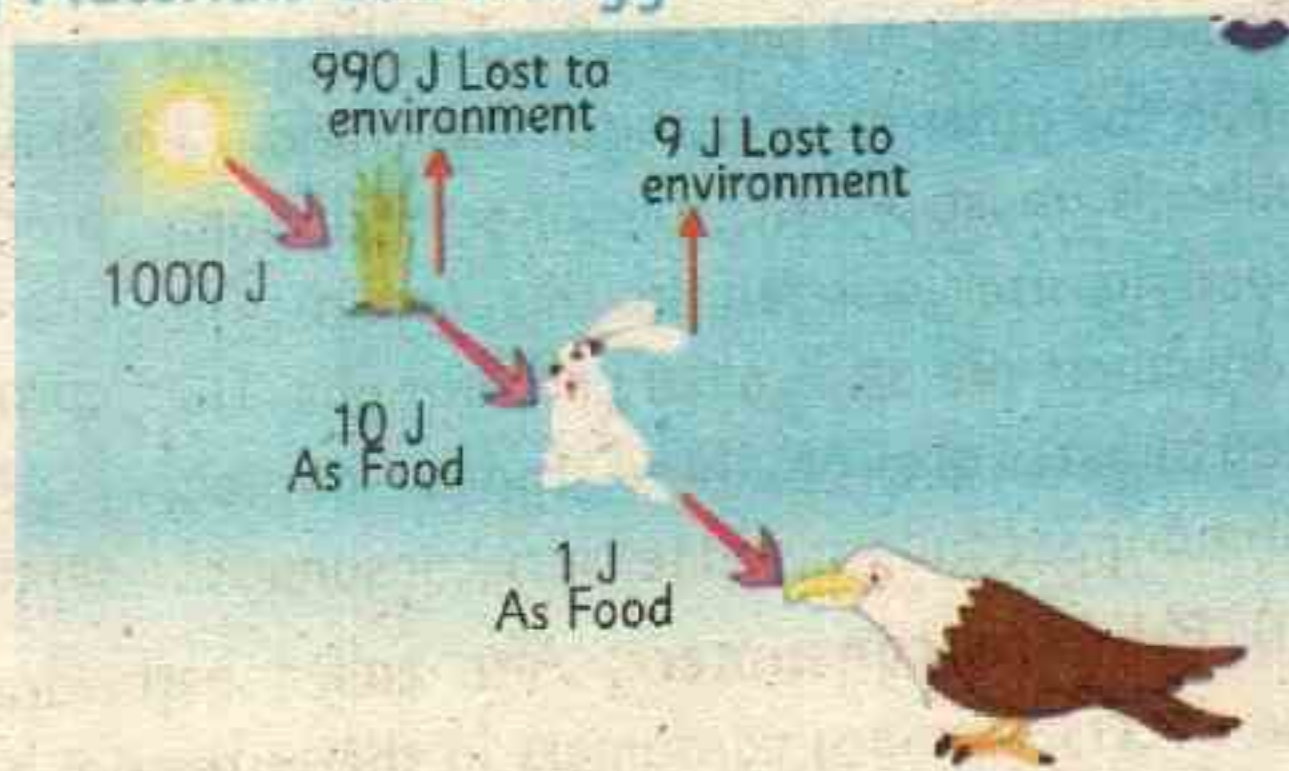 990 J Lost to
environment
9 J Lost to
environment
1000 J
10 J
As Food
1 J
As Food